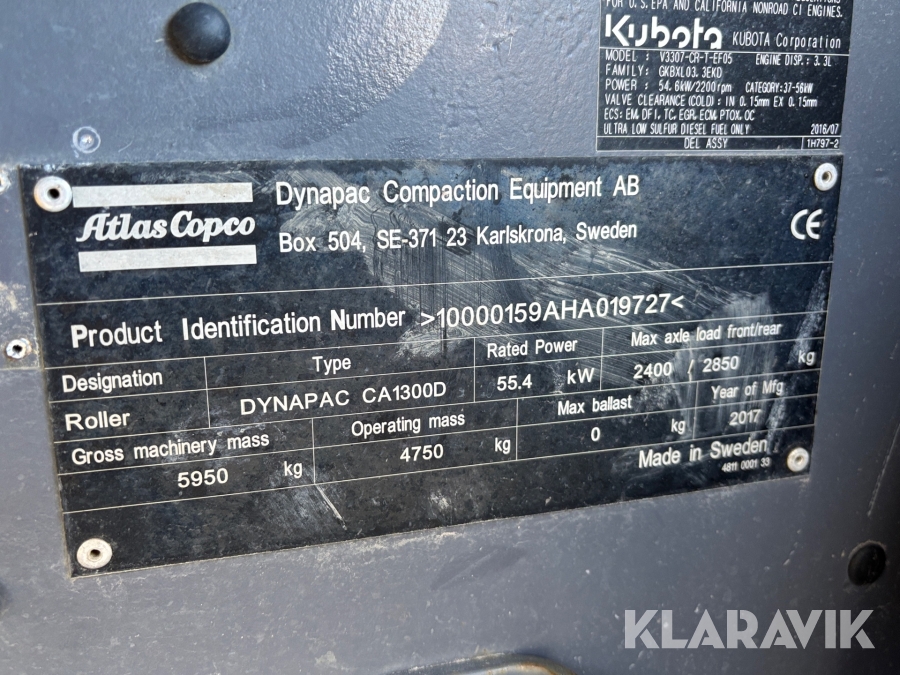 FOR U.S. EPA AND CALIFORNIA NONROAD CI ENGINES.
Kubota KUBOTA Corporation
MODEL : V3307-CR-T-EF05 ENGINE DISP.: 3.3L
FAMILY: GKBXL03.3EKD
POWER : 54.6kW/2200rpm CATEGORY:37-56kW
VALVE CLEARANCE(COLD): IN 0.15mm EX 0.15mm
ECS: EM, DFI, TC, EGR, ECM, PTOX, OC
ULTRA LOW SULFUR DIESEL FUEL ONLY 2016/07
DEL ASSY 1H797-2
Atlas Copco
Dynapac Compaction Equipment AB
Box 504, SE-371 23 Karlskrona, Sweden
CE
Product Identification Number >10000159AHA019727<
Designation Type Rated Power Max axle load front/rear
Roller DYNAPAC CA1300D 55.4 kW 2400 / 2850 kg
Gross machinery mass Operating mass Max ballast Year of Mfg
5950 kg 4750 kg 0 kg 2017
Made in Sweden
4811 0001 33
KLARAVIK